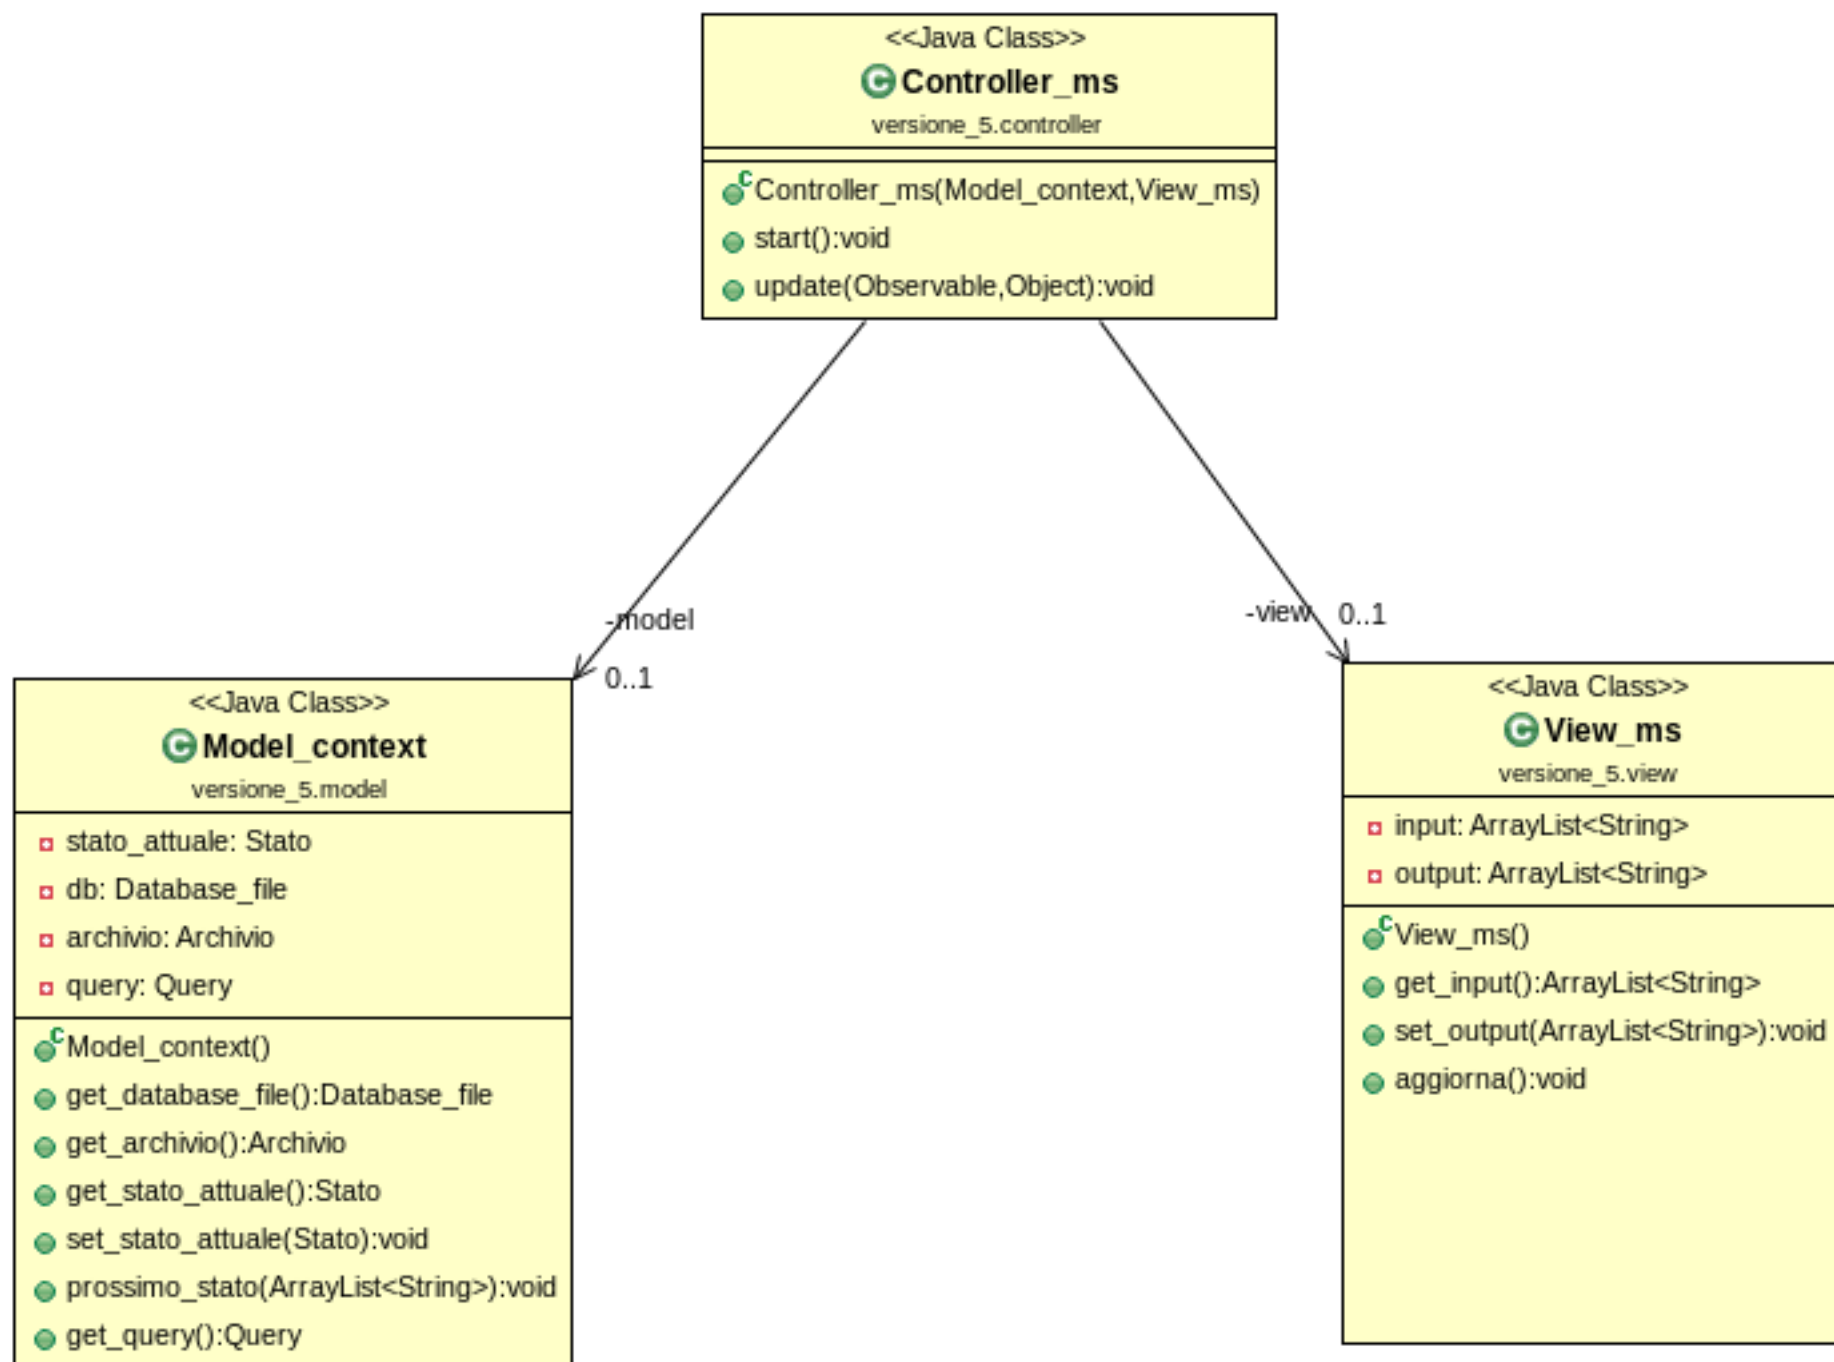 <<Java Class>>
Controller_ms
versione_5.controller
Controller_ms(Model_context,View_ms)
start():void
update(Observable,Object):void
-model
0..1
-view
0..1
<<Java Class>>
Model_context
versione_5.model
stato_attuale: Stato
db: Database_file
archivio: Archivio
query: Query
Model_context()
get_database_file():Database_file
get_archivio():Archivio
get_stato_attuale():Stato
set_stato_attuale(Stato):void
prossimo_stato(ArrayList<String>):void
get_query():Query
<<Java Class>>
View_ms
versione_5.view
input: ArrayList<String>
output: ArrayList<String>
View_ms()
get_input():ArrayList<String>
set_output(ArrayList<String>):void
aggiorna():void